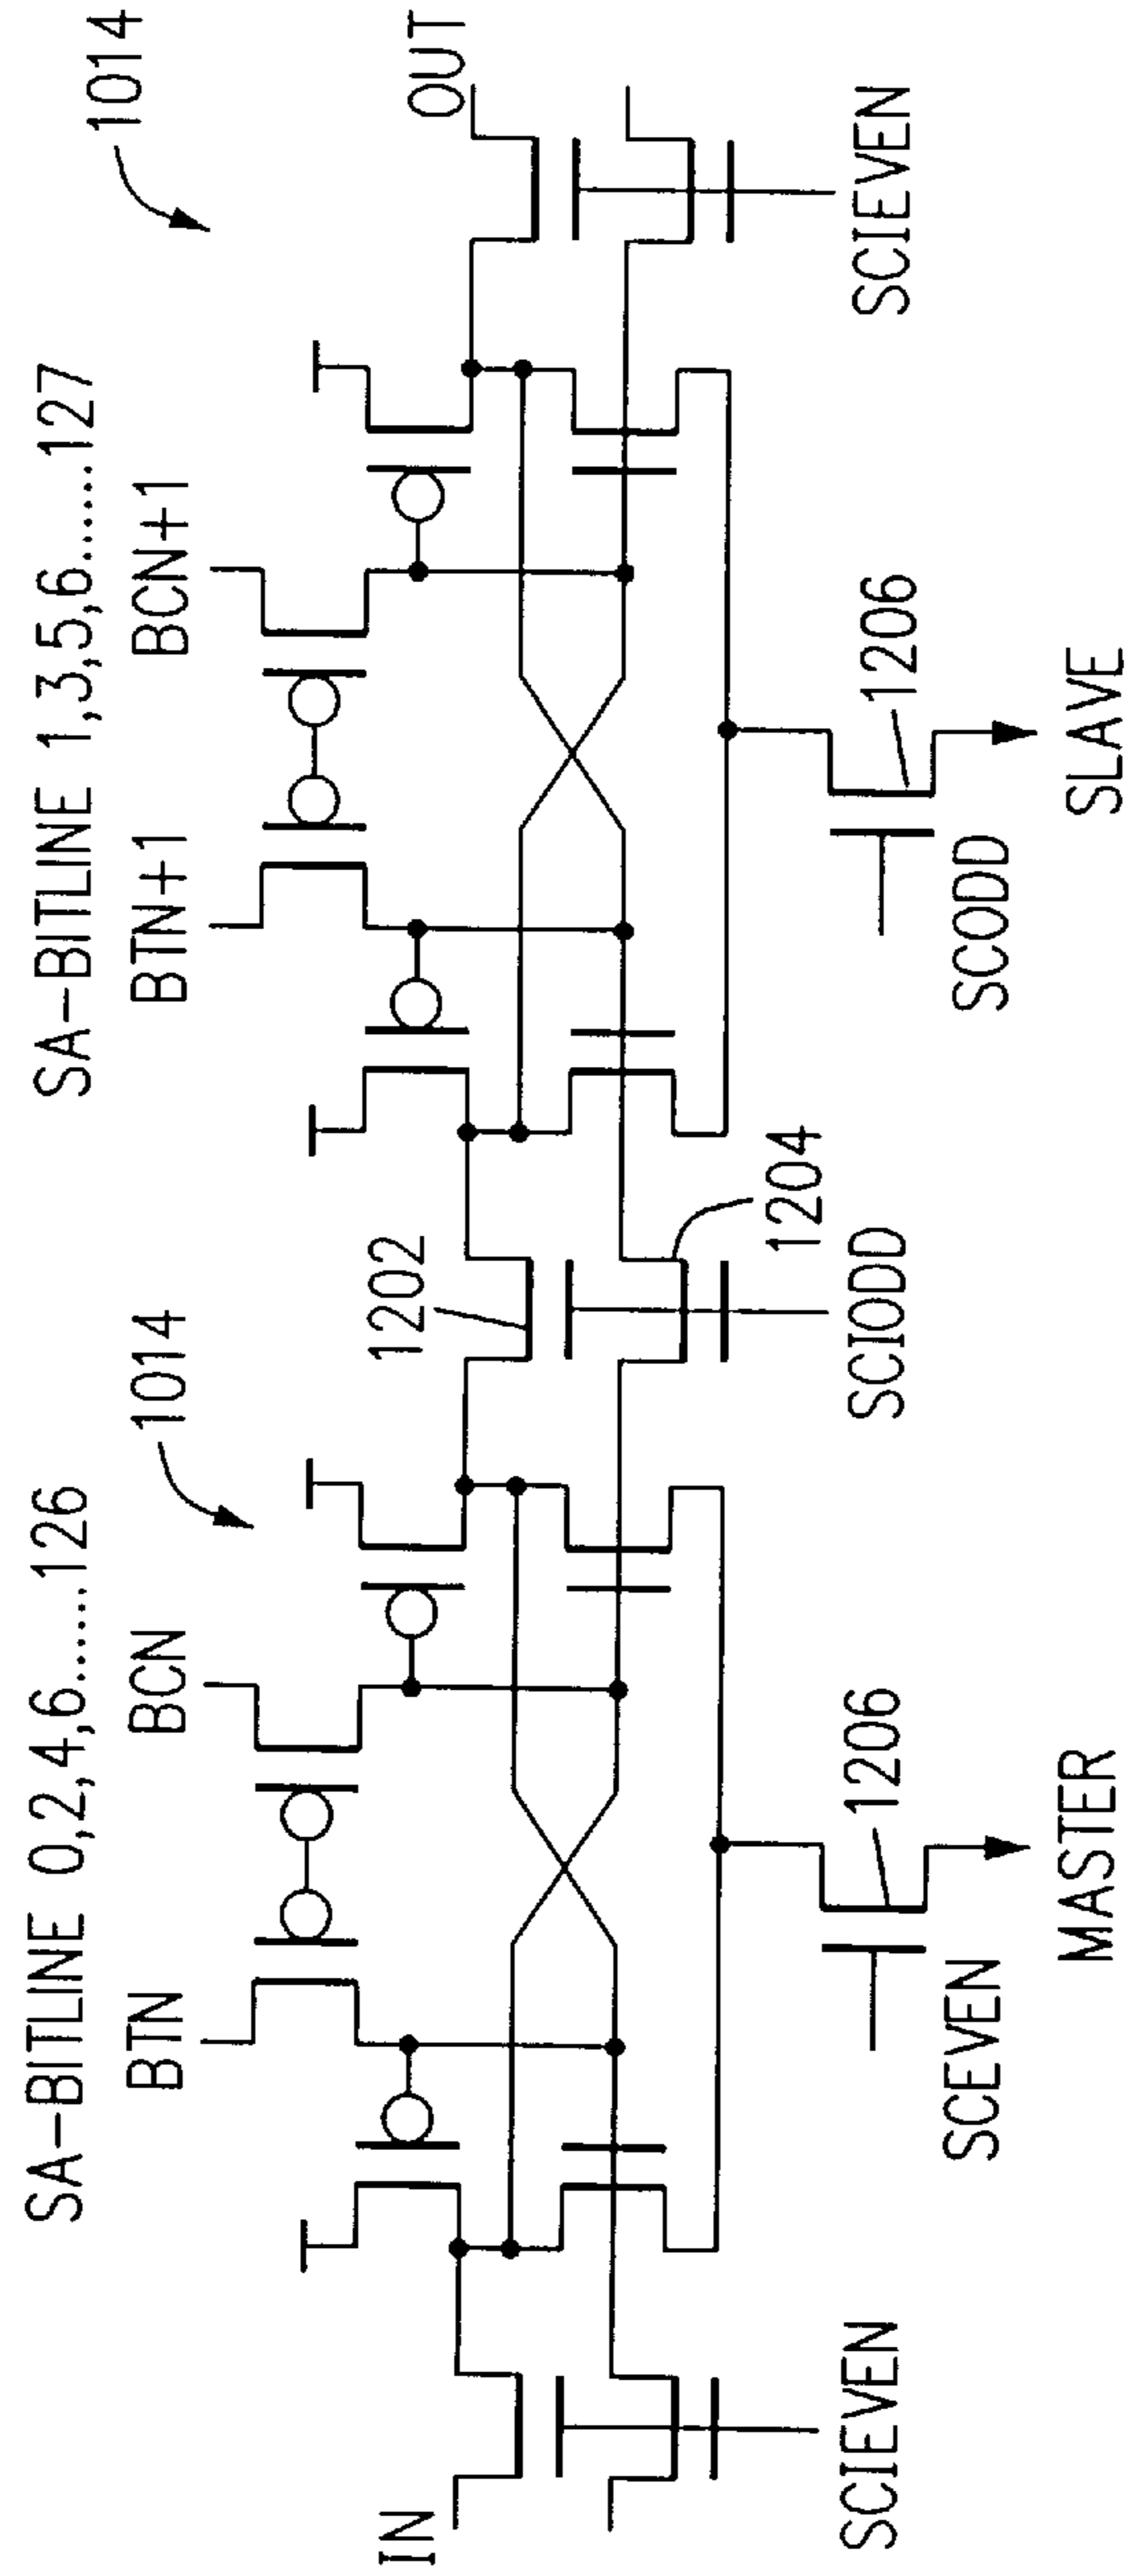 SA-BITLINE 0,2,4,6.....126
SA-BITLINE 1,3,5,6......127
1014
1014
BTN
BCN
BTN+1
BCN+1
IN
1202
OUT
1204
SCIEVEN
SCEVEN
1206
SCIODD
SCODD
1206
SCIEVEN
MASTER
SLAVE